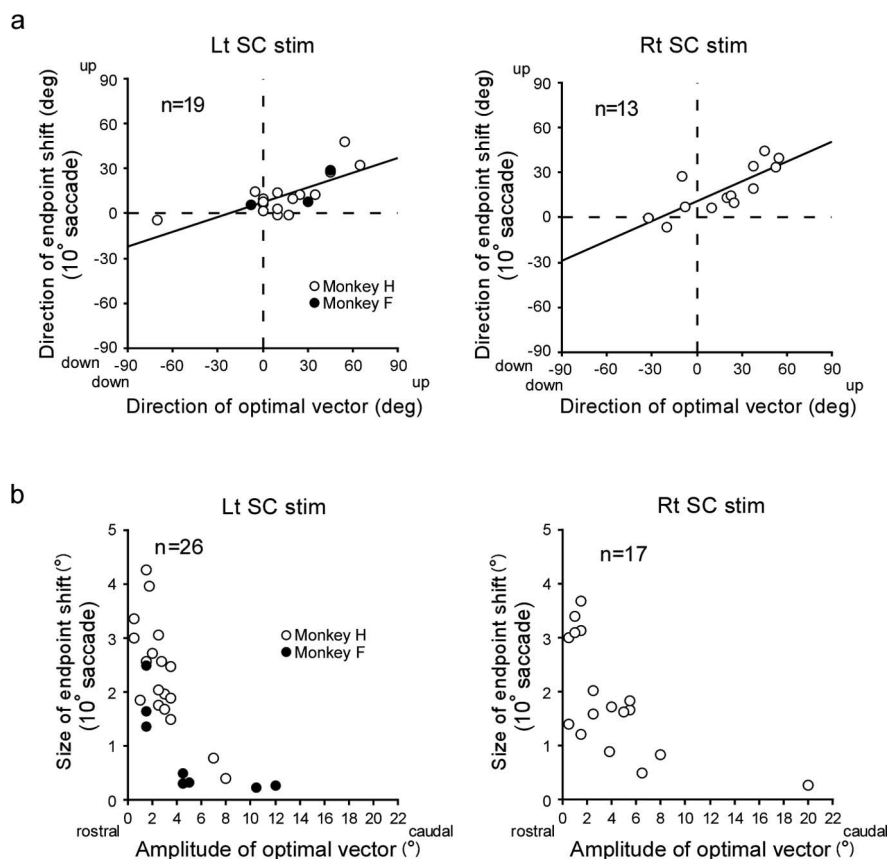 a
Lt SC stim
Rt SC stim
up
90
60
30
0
-30
-60
-90
n=19
Monkey H
Monkey F
Direction of endpoint shift (deg)
(10° saccade)
down
down
-90 -60 -30 0 30 60 90
up
Direction of optimal vector (deg)
up
90
60
30
0
-30
-60
-90
n=13
Direction of endpoint shift (deg)
(10° saccade)
down
down
-90 -60 -30 0 30 60 90
up
Direction of optimal vector (deg)
b
Lt SC stim
Rt SC stim
5
4
3
2
1
0
n=26
Monkey H
Monkey F
Size of endpoint shift (°)
(10° saccade)
0 2 4 6 8 10 12 14 16 18 20 22
rostral
caudal
Amplitude of optimal vector (°)
5
4
3
2
1
0
n=17
Size of endpoint shift (°)
(10° saccade)
0 2 4 6 8 10 12 14 16 18 20 22
rostral
caudal
Amplitude of optimal vector (°)